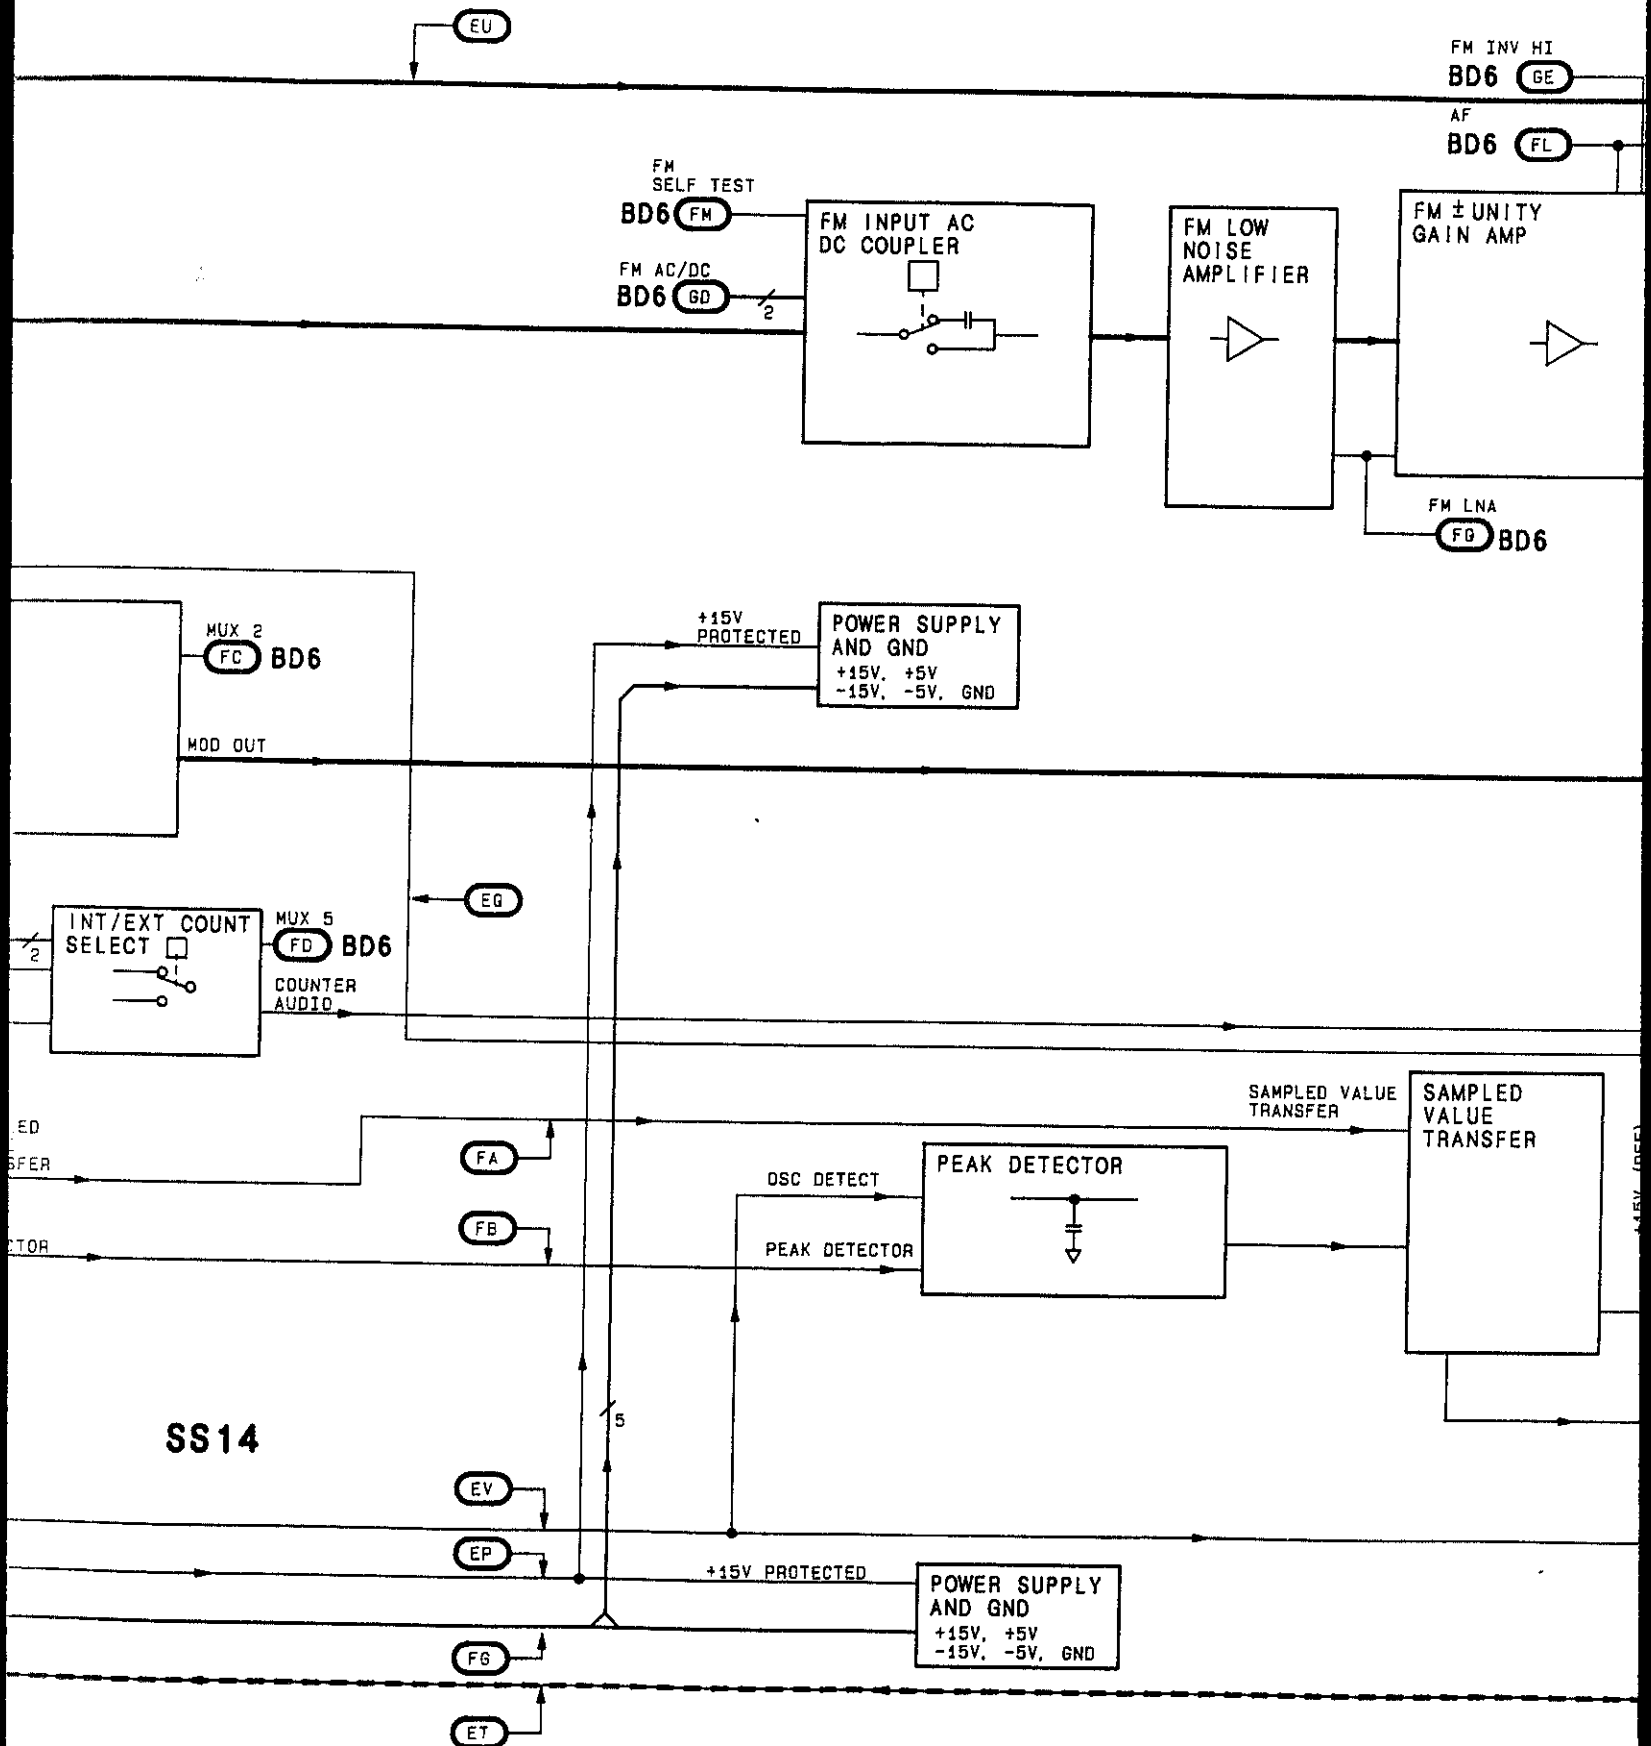 EU
FM INV HI
BD6 GE
AF
BD6 FL
FM
SELF TEST
BD6 FM
FM AC/DC
BD6 GD
2
FM INPUT AC
DC COUPLER
FM LOW
NOISE
AMPLIFIER
FM ± UNITY
GAIN AMP
FM LNA
FQ BD6
MUX 2
FC BD6
+15V
PROTECTED
POWER SUPPLY
AND GND
+15V, +5V
-15V, -5V, GND
MOD OUT
EQ
INT/EXT COUNT
SELECT
2
MUX 5
FD BD6
COUNTER
AUDIO
SAMPLED VALUE
TRANSFER
SAMPLED
VALUE
TRANSFER
ED
SFER
FA
OSC DETECT
PEAK DETECTOR
FB
CTOR
PEAK DETECTOR
5
SS14
EV
EP
+15V PROTECTED
POWER SUPPLY
AND GND
+15V, +5V
-15V, -5V, GND
FG
ET